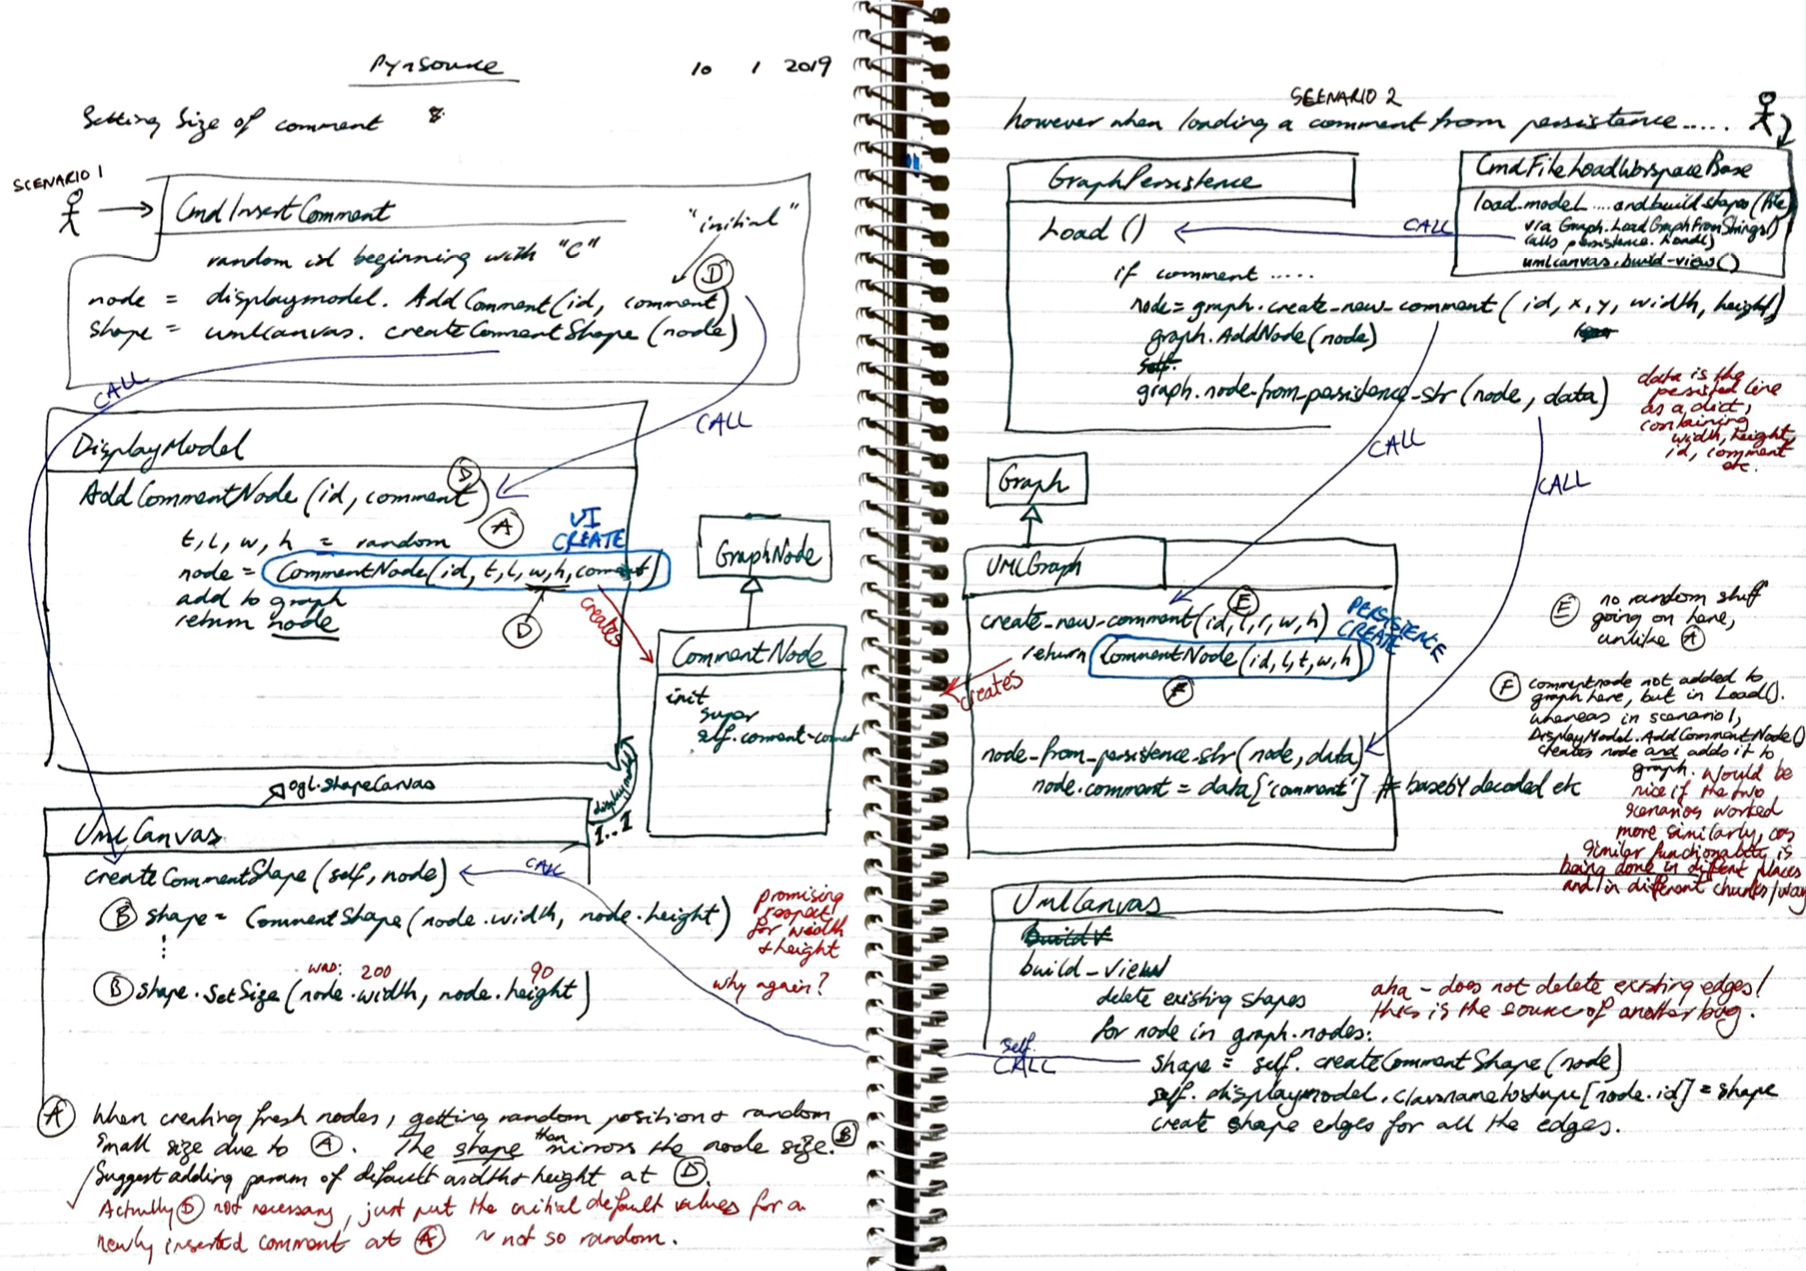 PyNSource
10 1 2019
Setting Size of comment
SCENARIO 1
CmdInsertComment
"initial"
random id beginning with "C"
D
node = displaymodel. AddComment(id, comment)
shape = umlcanvas. createCommentShape (node)
CALL
CALL
DisplayModel
D
AddCommentNode (id, comment)
A
t, l, w, h = random
UI
CREATE
node = CommentNode(id, t, l, w, h, comment)
add to graph
return node
D
creates
GraphNode
CommentNode
init
super
self.comment=comment
displaymodel
1..1
ogl.ShapeCanvas
UmlCanvas
createCommentShape (self, node)
CALL
B shape = CommentShape (node.width, node.height)
promising
respect
for width
+ height
was: 200 90
B shape.SetSize (node.width, node.height)
why again?
A When creating fresh nodes, getting random position + random
small size due to A. The shape then mirrors the node size. B
Suggest adding param of default width + height at D.
Actually D not necessary, just put the initial default values for a
newly inserted comment at A ~ not so random.
SCENARIO 2
however when loading a comment from persistence.....
GraphPersistence
Load ()
if comment .....
node = graph.create_new_comment (id, x, y, width, height)
graph.AddNode (node)
self.
graph.node_from_persistence_str (node, data)
CmdFileLoadWorspaceBase
load.model....andbuild.shapes (file)
via Graph.LoadGraphFromStrings()
calls persistence.Load()
umlcanvas.build-view()
CALL
data is the
persisted line
as a dict,
containing
width, height,
id, comment
etc.
CALL
CALL
Graph
UMLGraph
E
create_new_comment(id, l, r, w, h)
PERSISTENCE
CREATE
return CommentNode (id, l, t, w, h)
F
creates
node_from_persistence_str (node, data)
node.comment = data['comment'] # base64 decoded etc
E no random stuff
going on here,
unlike A
F commentnode not added to
graph here, but in Load().
whereas in scenario 1,
DisplayModel.AddCommentNode()
creates node and adds it to
graph. Would be
nice if the two
scenarios worked
more similarly, cos
similar functionality is
being done in different places
and in different chunks/way
UmlCanvas
build_view
delete existing shapes
aha - does not delete existing edges!
this is the source of another bug.
for node in graph.nodes:
self.
CALL
shape = self. createCommentShape (node)
self. displaymodel.classnametoshape[node.id] = shape
create shape edges for all the edges.